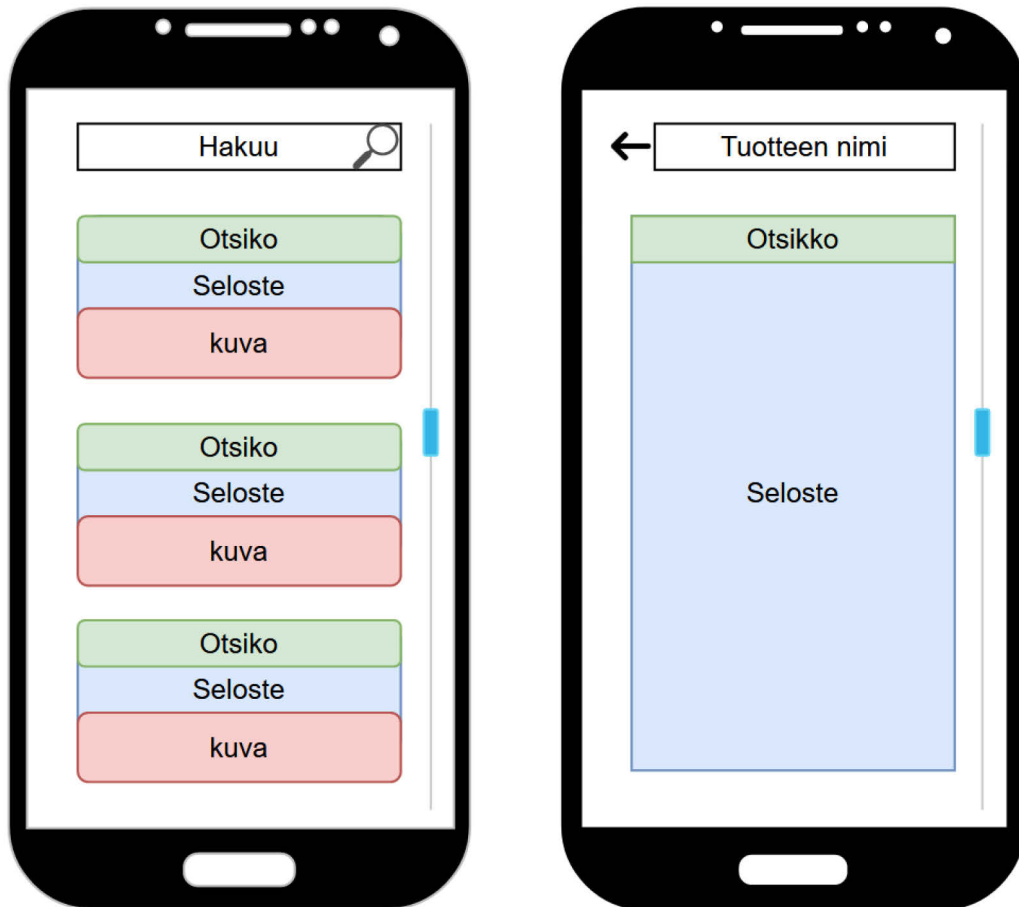 Hakuu
Otsiko
Seloste
kuva
Otsiko
Seloste
kuva
Otsiko
Seloste
kuva
Tuotteen nimi
Otsikko
Seloste